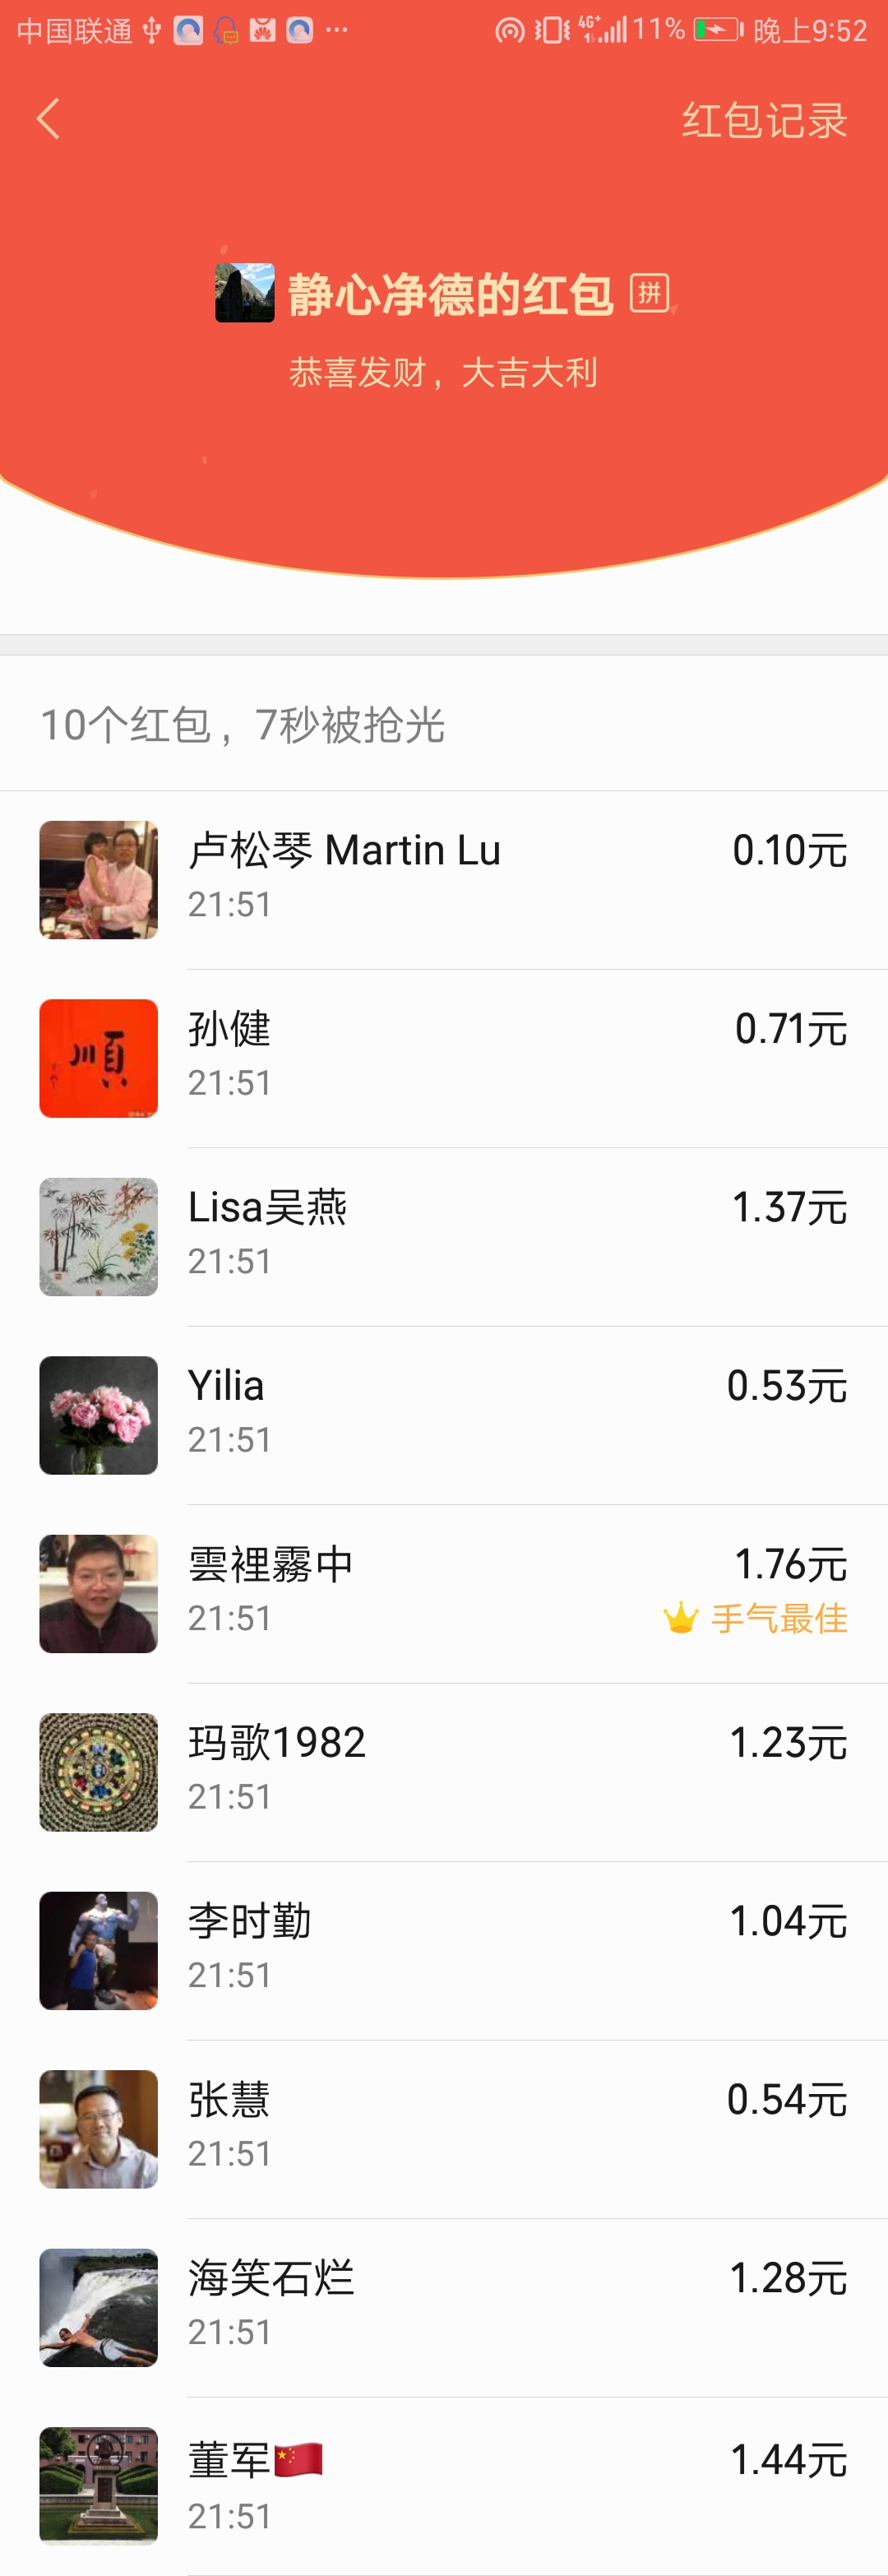 中国联通 4G+ 11% 晚上9:52
红包记录
静心净德的红包 拼
恭喜发财，大吉大利
10个红包，7秒被抢光
卢松琴 Martin Lu 0.10元
21:51
孙健 0.71元
21:51
順
Lisa吴燕 1.37元
21:51
Yilia 0.53元
21:51
雲裡霧中 1.76元
21:51 手气最佳
玛歌1982 1.23元
21:51
李时勤 1.04元
21:51
张慧 0.54元
21:51
海笑石烂 1.28元
21:51
董军🇨🇳 1.44元
21:51